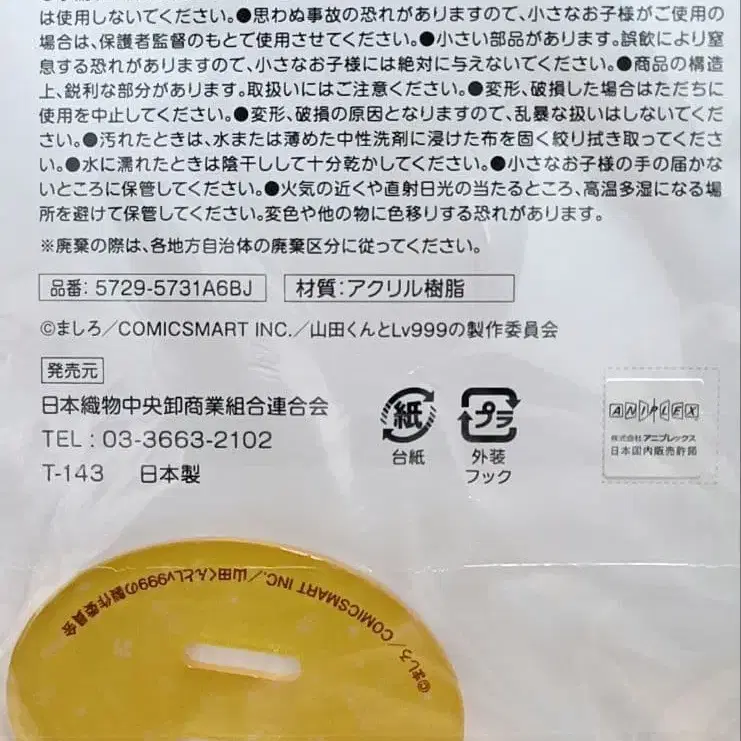 は使用しないでください。●思わぬ事故の恐れがありますので、小さなお子様がご使用の
場合は、保護者監督のもとで使用させてください。●小さい部品があります。誤飲により窒
息する恐れがありますので、小さなお子様には絶対に与えないでください。●商品の構造
上、鋭利な部分があります。取扱いにはご注意ください。●変形、破損した場合はただちに
使用を中止してください。●変形、破損の原因となりますので、乱暴な扱いはしないでくだ
さい。●汚れたときは、水または薄めた中性洗剤に浸けた布を固く絞り拭き取ってくださ
い。●水に濡れたときは陰干しして十分乾かしてください。●小さなお子様の手の届かな
いところに保管してください。●火気の近くや直射日光の当たるところ、高温多湿になる場
所を避けて保管してください。変色や他の物に色移りする恐れがあります。
※廃棄の際は、各地方自治体の廃棄区分に従ってください。
品番: 5729-5731A6BJ 材質:アクリル樹脂
©ましろ/COMICSMART INC./山田くんとLv999の製作委員会
発売元
日本織物中央卸商業組合連合会
TEL : 03-3663-2102
T-143 日本製
紙
台紙
プラ
外装
フック
ANIPLEX
株式会社アニプレックス
日本国内販売許諾
©ましろ/COMICSMART INC./山田くんとLv999の製作委員会